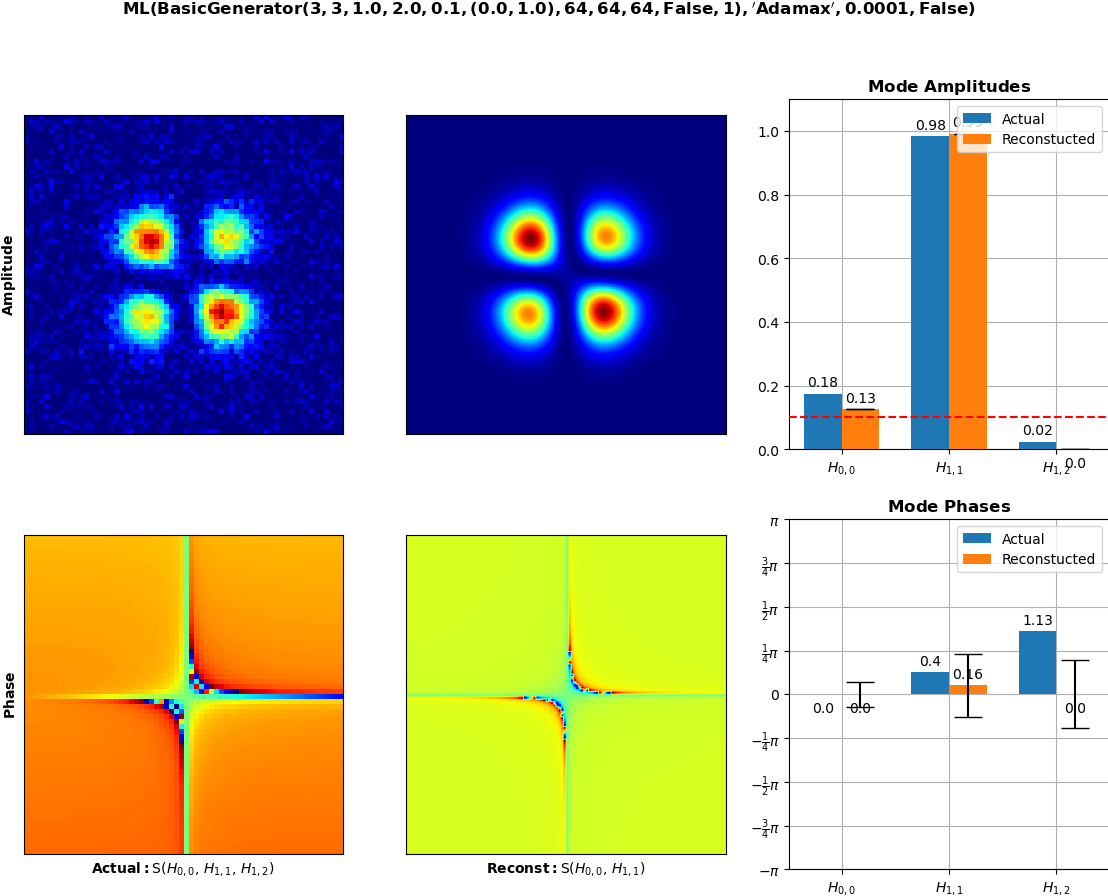 ML(BasicGenerator(3, 3, 1.0, 2.0, 0.1, (0.0, 1.0), 64, 64, 64, False, 1), ′Adamax′, 0.0001, False)
Amplitude
Mode Amplitudes
Actual
Reconstucted
1.0
0.8
0.6
0.4
0.2
0.0
0.18
0.13
0.98
0.02
0.0
H0,0
H1,1
H1,2
Phase
Actual: S(H0,0, H1,1, H1,2)
Reconst: S(H0,0, H1,1)
Mode Phases
Actual
Reconstucted
π
3/4π
1/2π
1/4π
0
−1/4π
−1/2π
−3/4π
−π
0.0
0.0
0.4
0.16
1.13
0.0
H0,0
H1,1
H1,2